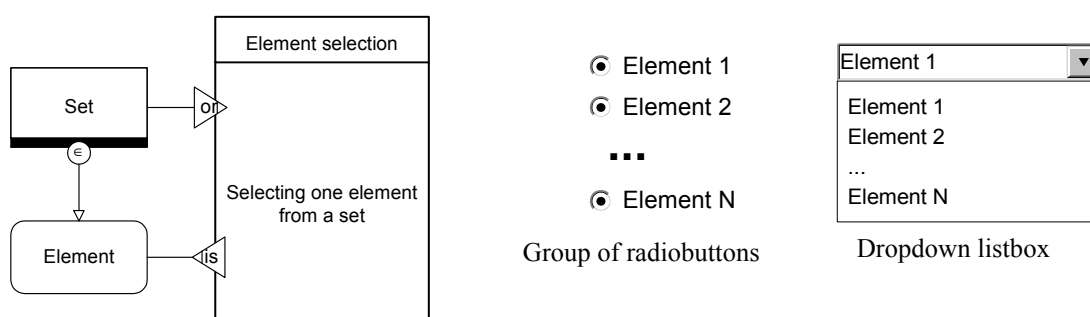 Element selection
Set
or
∈
Selecting one element
from a set
Element
is
Element 1
Element 2
...
Element N
Group of radiobuttons
Element 1
Element 1
Element 2
...
Element N
Dropdown listbox